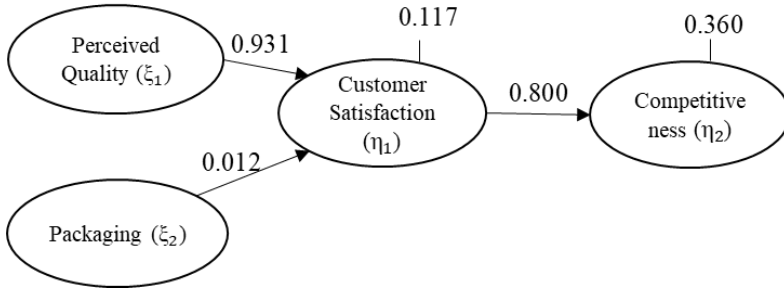 0.117
0.360
Perceived
Quality (ξ₁)
0.931
Customer
Satisfaction
(η₁)
0.800
Competitive
ness (η₂)
0.012
Packaging (ξ₂)